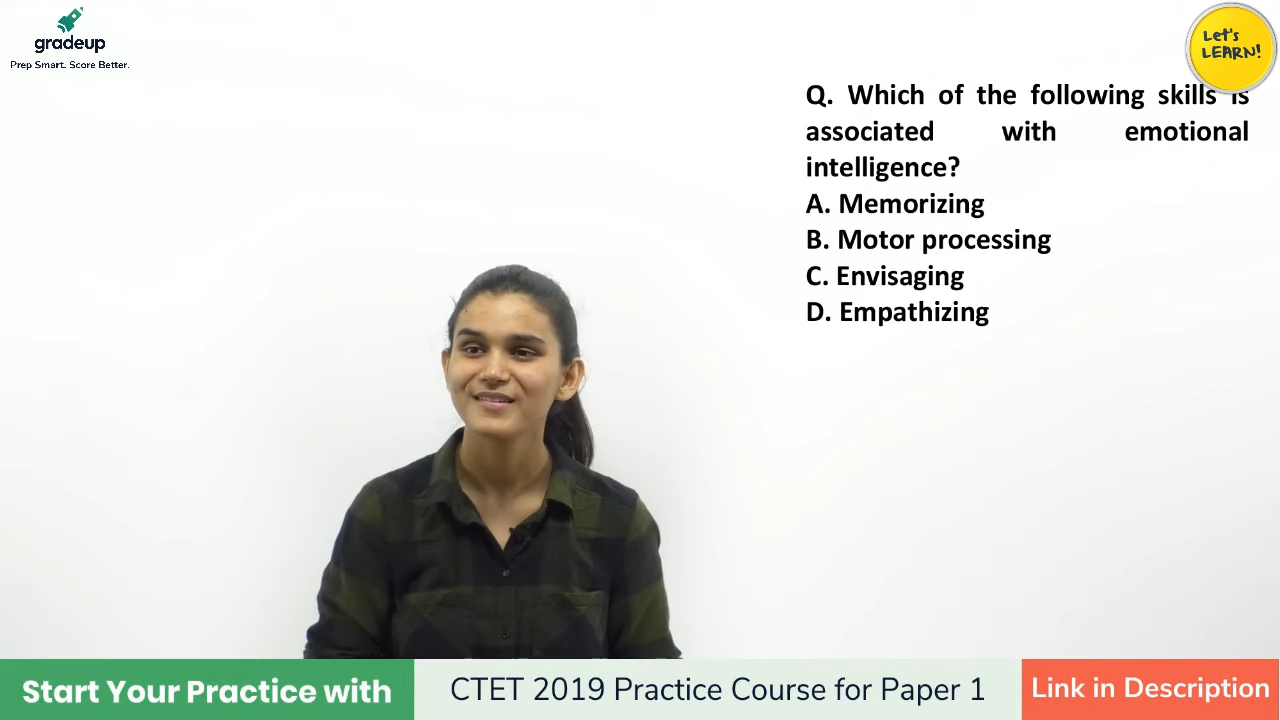 gradeup
Prep Smart. Score Better.
Let's
LEARN!
Q. Which of the following skills is
associated with emotional
intelligence?
A. Memorizing
B. Motor processing
C. Envisaging
D. Empathizing
Start Your Practice with
CTET 2019 Practice Course for Paper 1
Link in Description